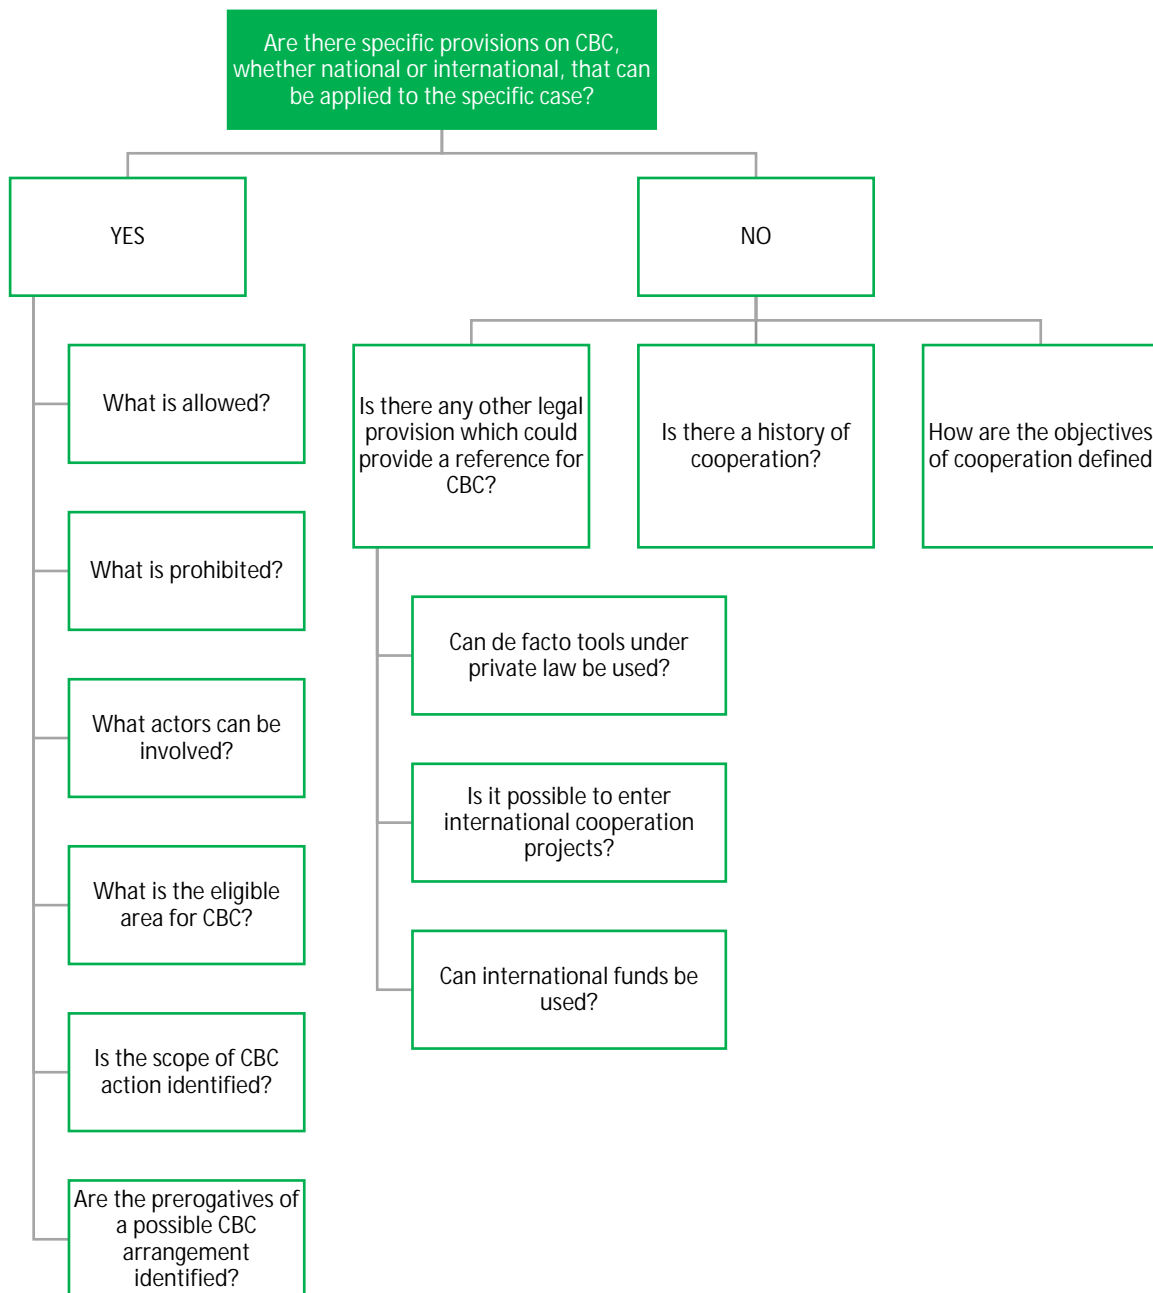 Are there specific provisions on CBC,
whether national or international, that can
be applied to the specific case?
YES
NO
What is allowed?
What is prohibited?
What actors can be
involved?
What is the eligible
area for CBC?
Is the scope of CBC
action identified?
Are the prerogatives of
a possible CBC
arrangement
identified?
Is there any other legal
provision which could
provide a reference for
CBC?
Can de facto tools under
private law be used?
Is it possible to enter
international cooperation
projects?
Can international funds be
used?
Is there a history of
cooperation?
How are the objectives
of cooperation defined